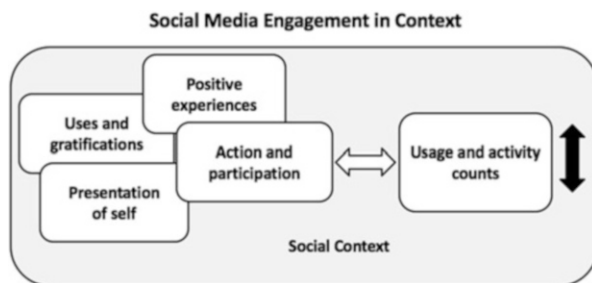 Social Media Engagement in Context
Positive
experiences
Uses and
gratifications
Action and
participation
Usage and activity
counts
Presentation
of self
Social Context